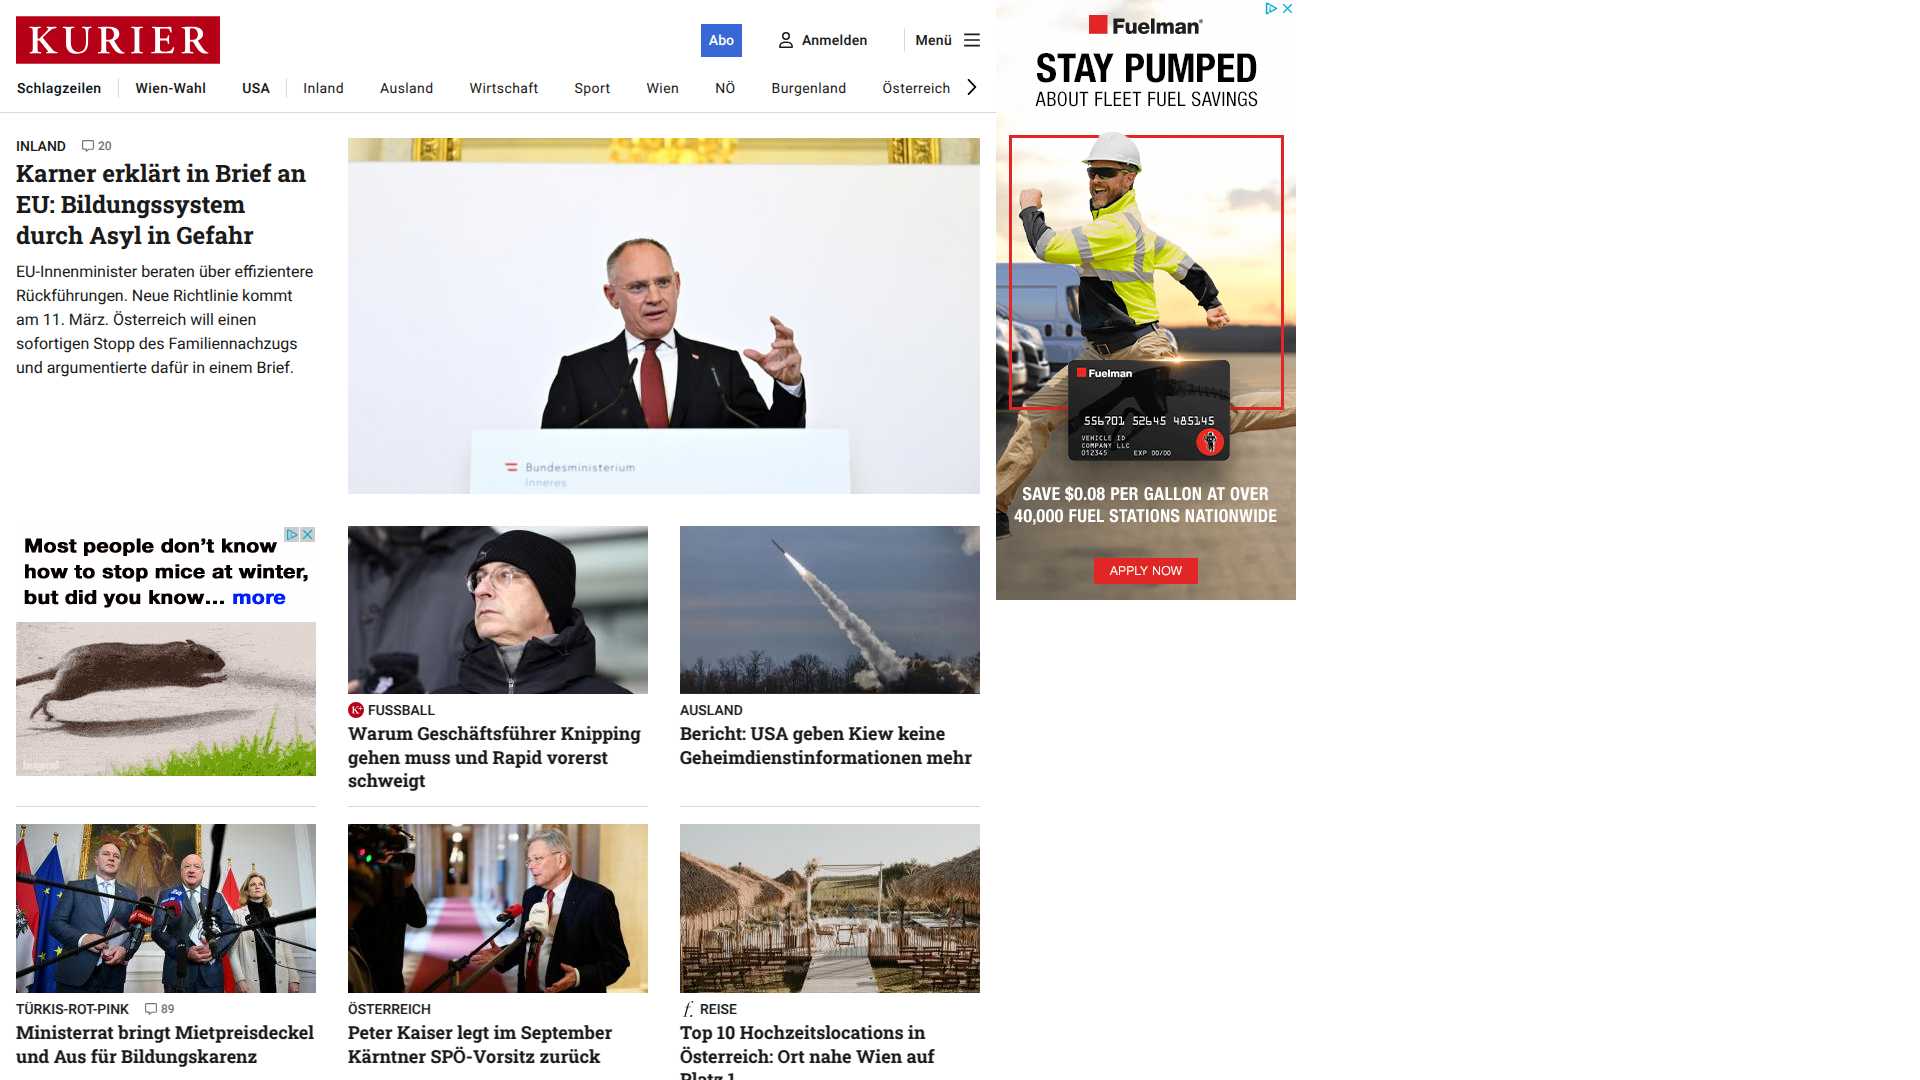 KURIER
Abo
Anmelden
Menü
Schlagzeilen
Wien-Wahl
USA
Inland
Ausland
Wirtschaft
Sport
Wien
NÖ
Burgenland
Österreich
INLAND
20
Karner erklärt in Brief an
EU: Bildungssystem
durch Asyl in Gefahr
EU-Innenminister beraten über effizientere
Rückführungen. Neue Richtlinie kommt
am 11. März. Österreich will einen
sofortigen Stopp des Familiennachzugs
und argumentierte dafür in einem Brief.
Bundesministerium
Inneres
Most people don't know
how to stop mice at winter,
but did you know... more
K+ FUSSBALL
Warum Geschäftsführer Knipping
gehen muss und Rapid vorerst
schweigt
AUSLAND
Bericht: USA geben Kiew keine
Geheimdienstinformationen mehr
TÜRKIS-ROT-PINK
89
Ministerrat bringt Mietpreisdeckel
und Aus für Bildungskarenz
ÖSTERREICH
Peter Kaiser legt im September
Kärntner SPÖ-Vorsitz zurück
f. REISE
Top 10 Hochzeitslocations in
Österreich: Ort nahe Wien auf
Platz 1
Fuelman
STAY PUMPED
ABOUT FLEET FUEL SAVINGS
Fuelman
556701 52645 485145
VEHICLE ID
COMPANY LLC
012345 EXP 00/00
SAVE $0.08 PER GALLON AT OVER
40,000 FUEL STATIONS NATIONWIDE
APPLY NOW